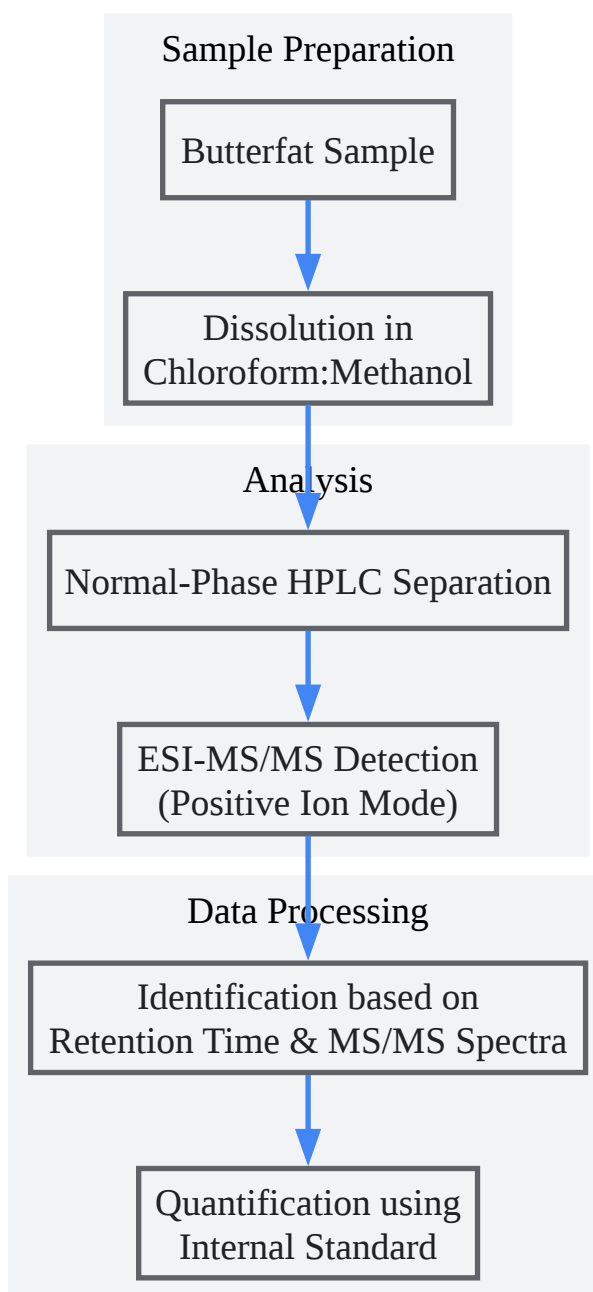 Sample Preparation
Butterfat Sample
Dissolution in
Chloroform:Methanol
Analysis
Normal-Phase HPLC Separation
ESI-MS/MS Detection
(Positive Ion Mode)
Data Processing
Identification based on
Retention Time & MS/MS Spectra
Quantification using
Internal Standard